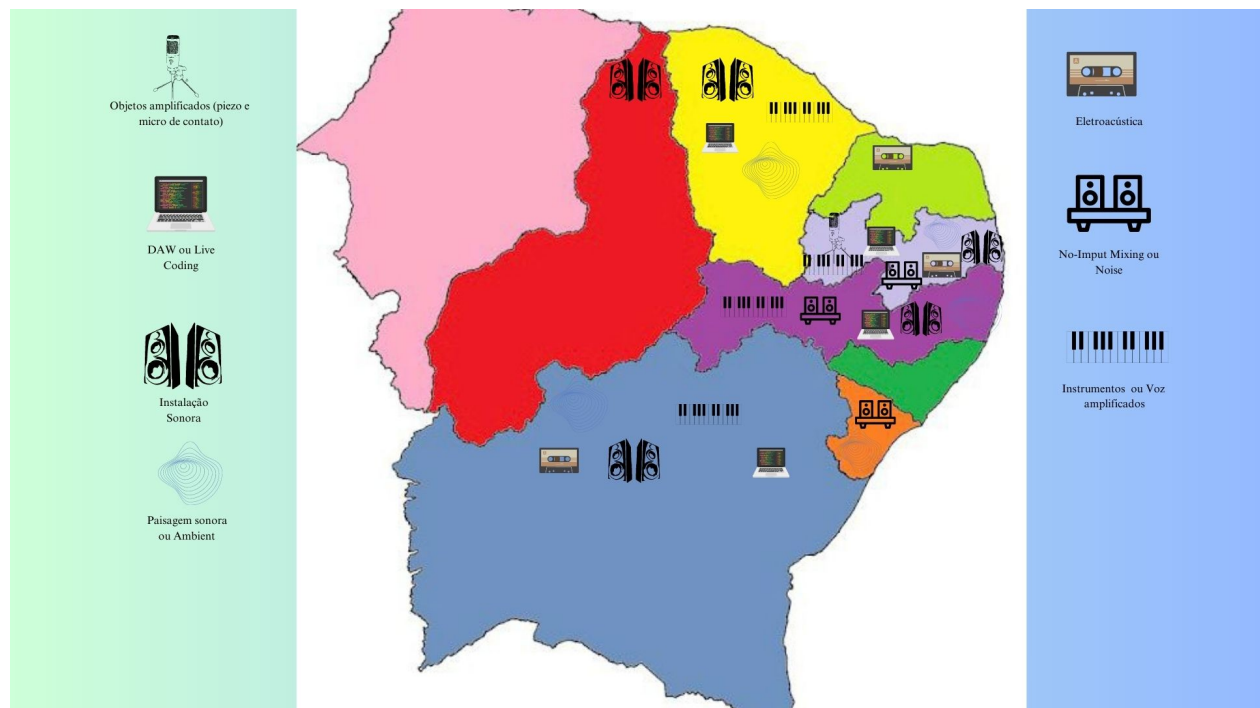 Objetos amplificados (piezo e
micro de contato)
DAW ou Live
Coding
Instalação
Sonora
Paisagem sonora
ou Ambient
Eletroacústica
No-Imput Mixing ou
Noise
Instrumentos ou Voz
amplificados